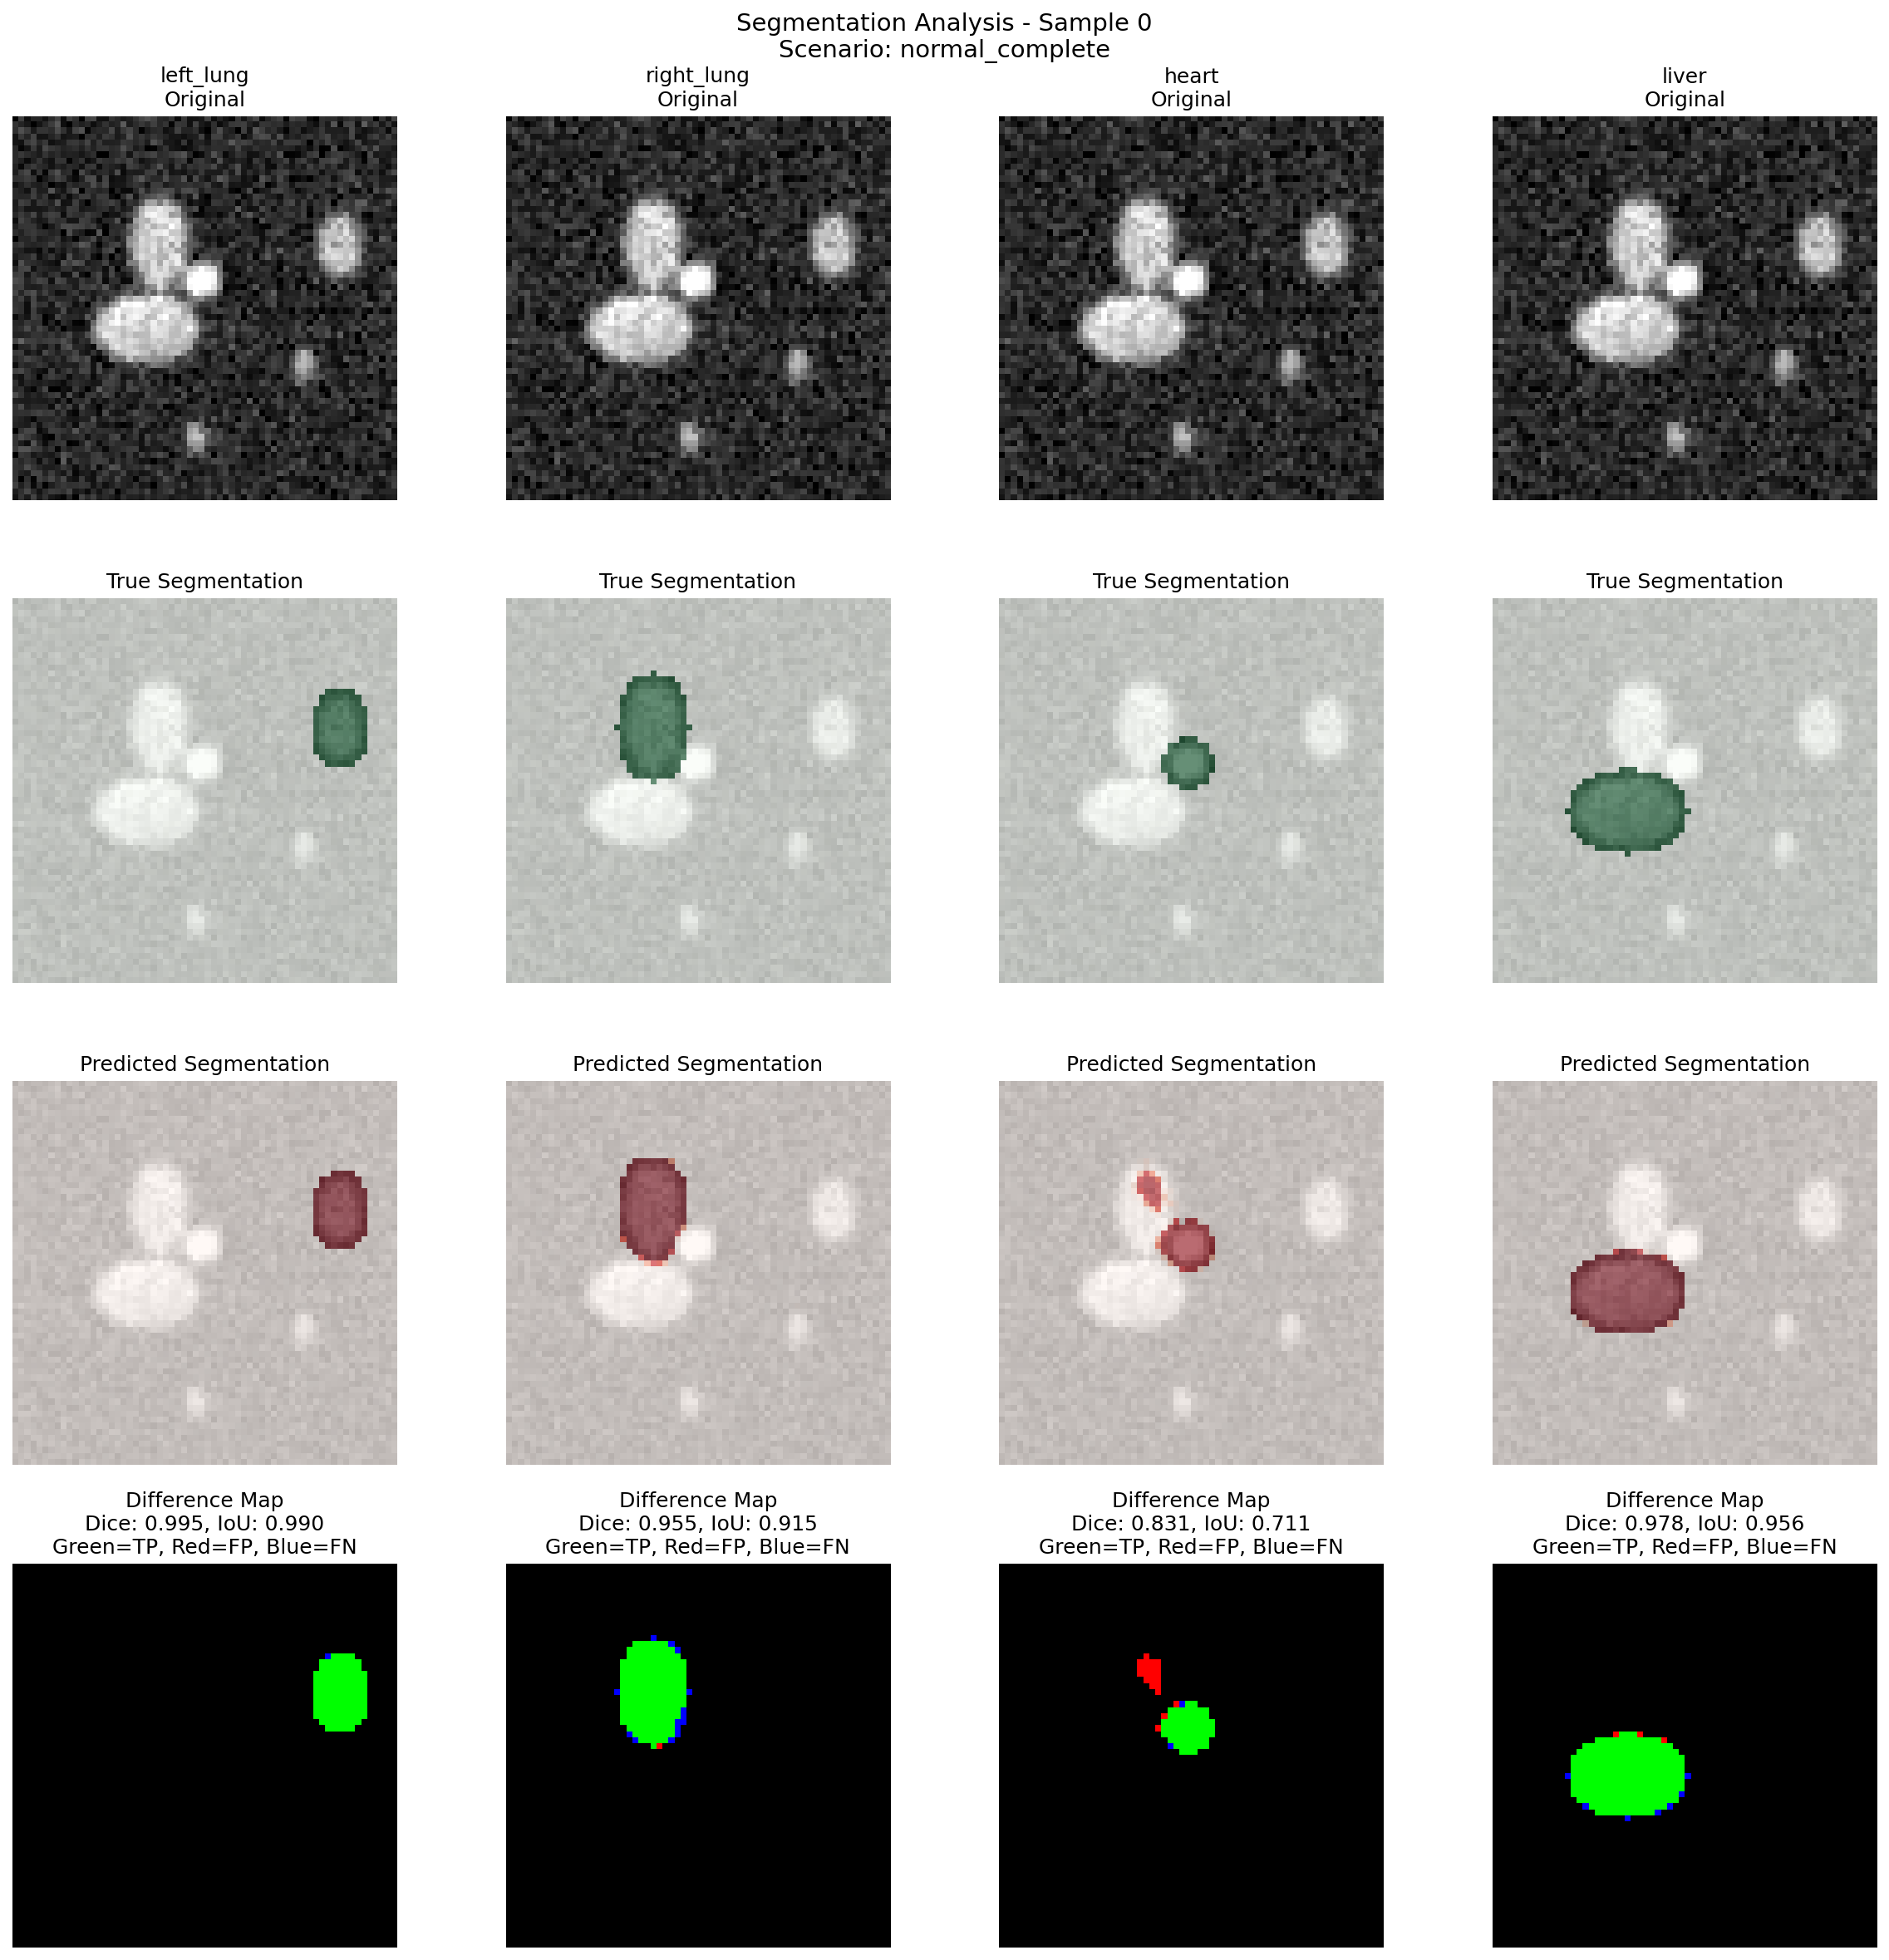 Segmentation Analysis - Sample 0
Scenario: normal_complete
left_lung
Original
right_lung
Original
heart
Original
liver
Original
True Segmentation
True Segmentation
True Segmentation
True Segmentation
Predicted Segmentation
Predicted Segmentation
Predicted Segmentation
Predicted Segmentation
Difference Map
Dice: 0.995, IoU: 0.990
Green=TP, Red=FP, Blue=FN
Difference Map
Dice: 0.955, IoU: 0.915
Green=TP, Red=FP, Blue=FN
Difference Map
Dice: 0.831, IoU: 0.711
Green=TP, Red=FP, Blue=FN
Difference Map
Dice: 0.978, IoU: 0.956
Green=TP, Red=FP, Blue=FN